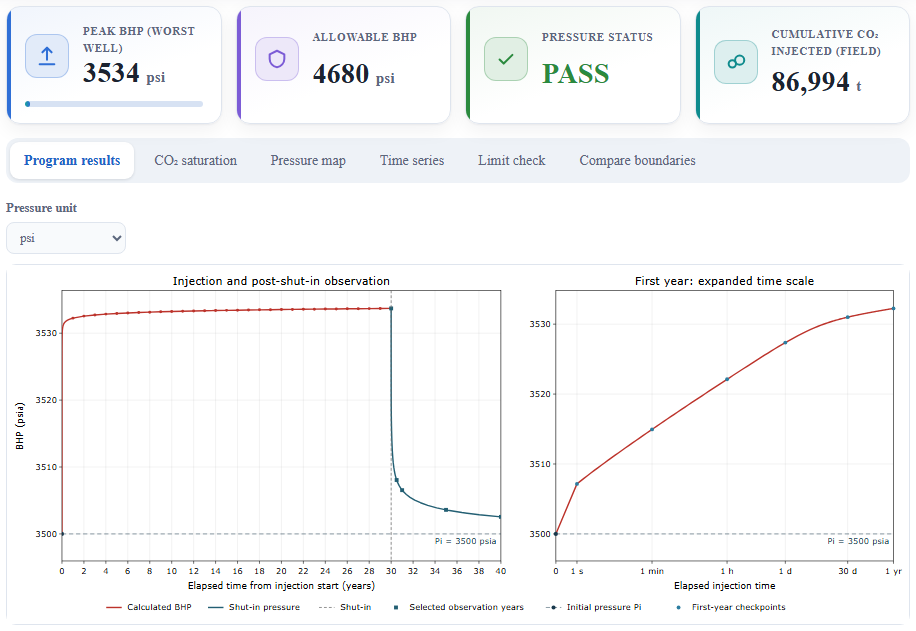 PEAK BHP (WORST
WELL)
3534 psi
ALLOWABLE BHP
4680 psi
PRESSURE STATUS
PASS
CUMULATIVE CO₂
INJECTED (FIELD)
86,994 t
Program results
CO₂ saturation
Pressure map
Time series
Limit check
Compare boundaries
Pressure unit
psi
Injection and post-shut-in observation
BHP (psia)
3530
3520
3510
3500
Pi = 3500 psia
0 2 4 6 8 10 12 14 16 18 20 22 24 26 28 30 32 34 36 38 40
Elapsed time from injection start (years)
First year: expanded time scale
3530
3520
3510
3500
Pi = 3500 psia
0 1 s 1 min 1 h 1 d 30 d 1 yr
Elapsed injection time
Calculated BHP Shut-in pressure Shut-in Selected observation years Initial pressure Pi First-year checkpoints